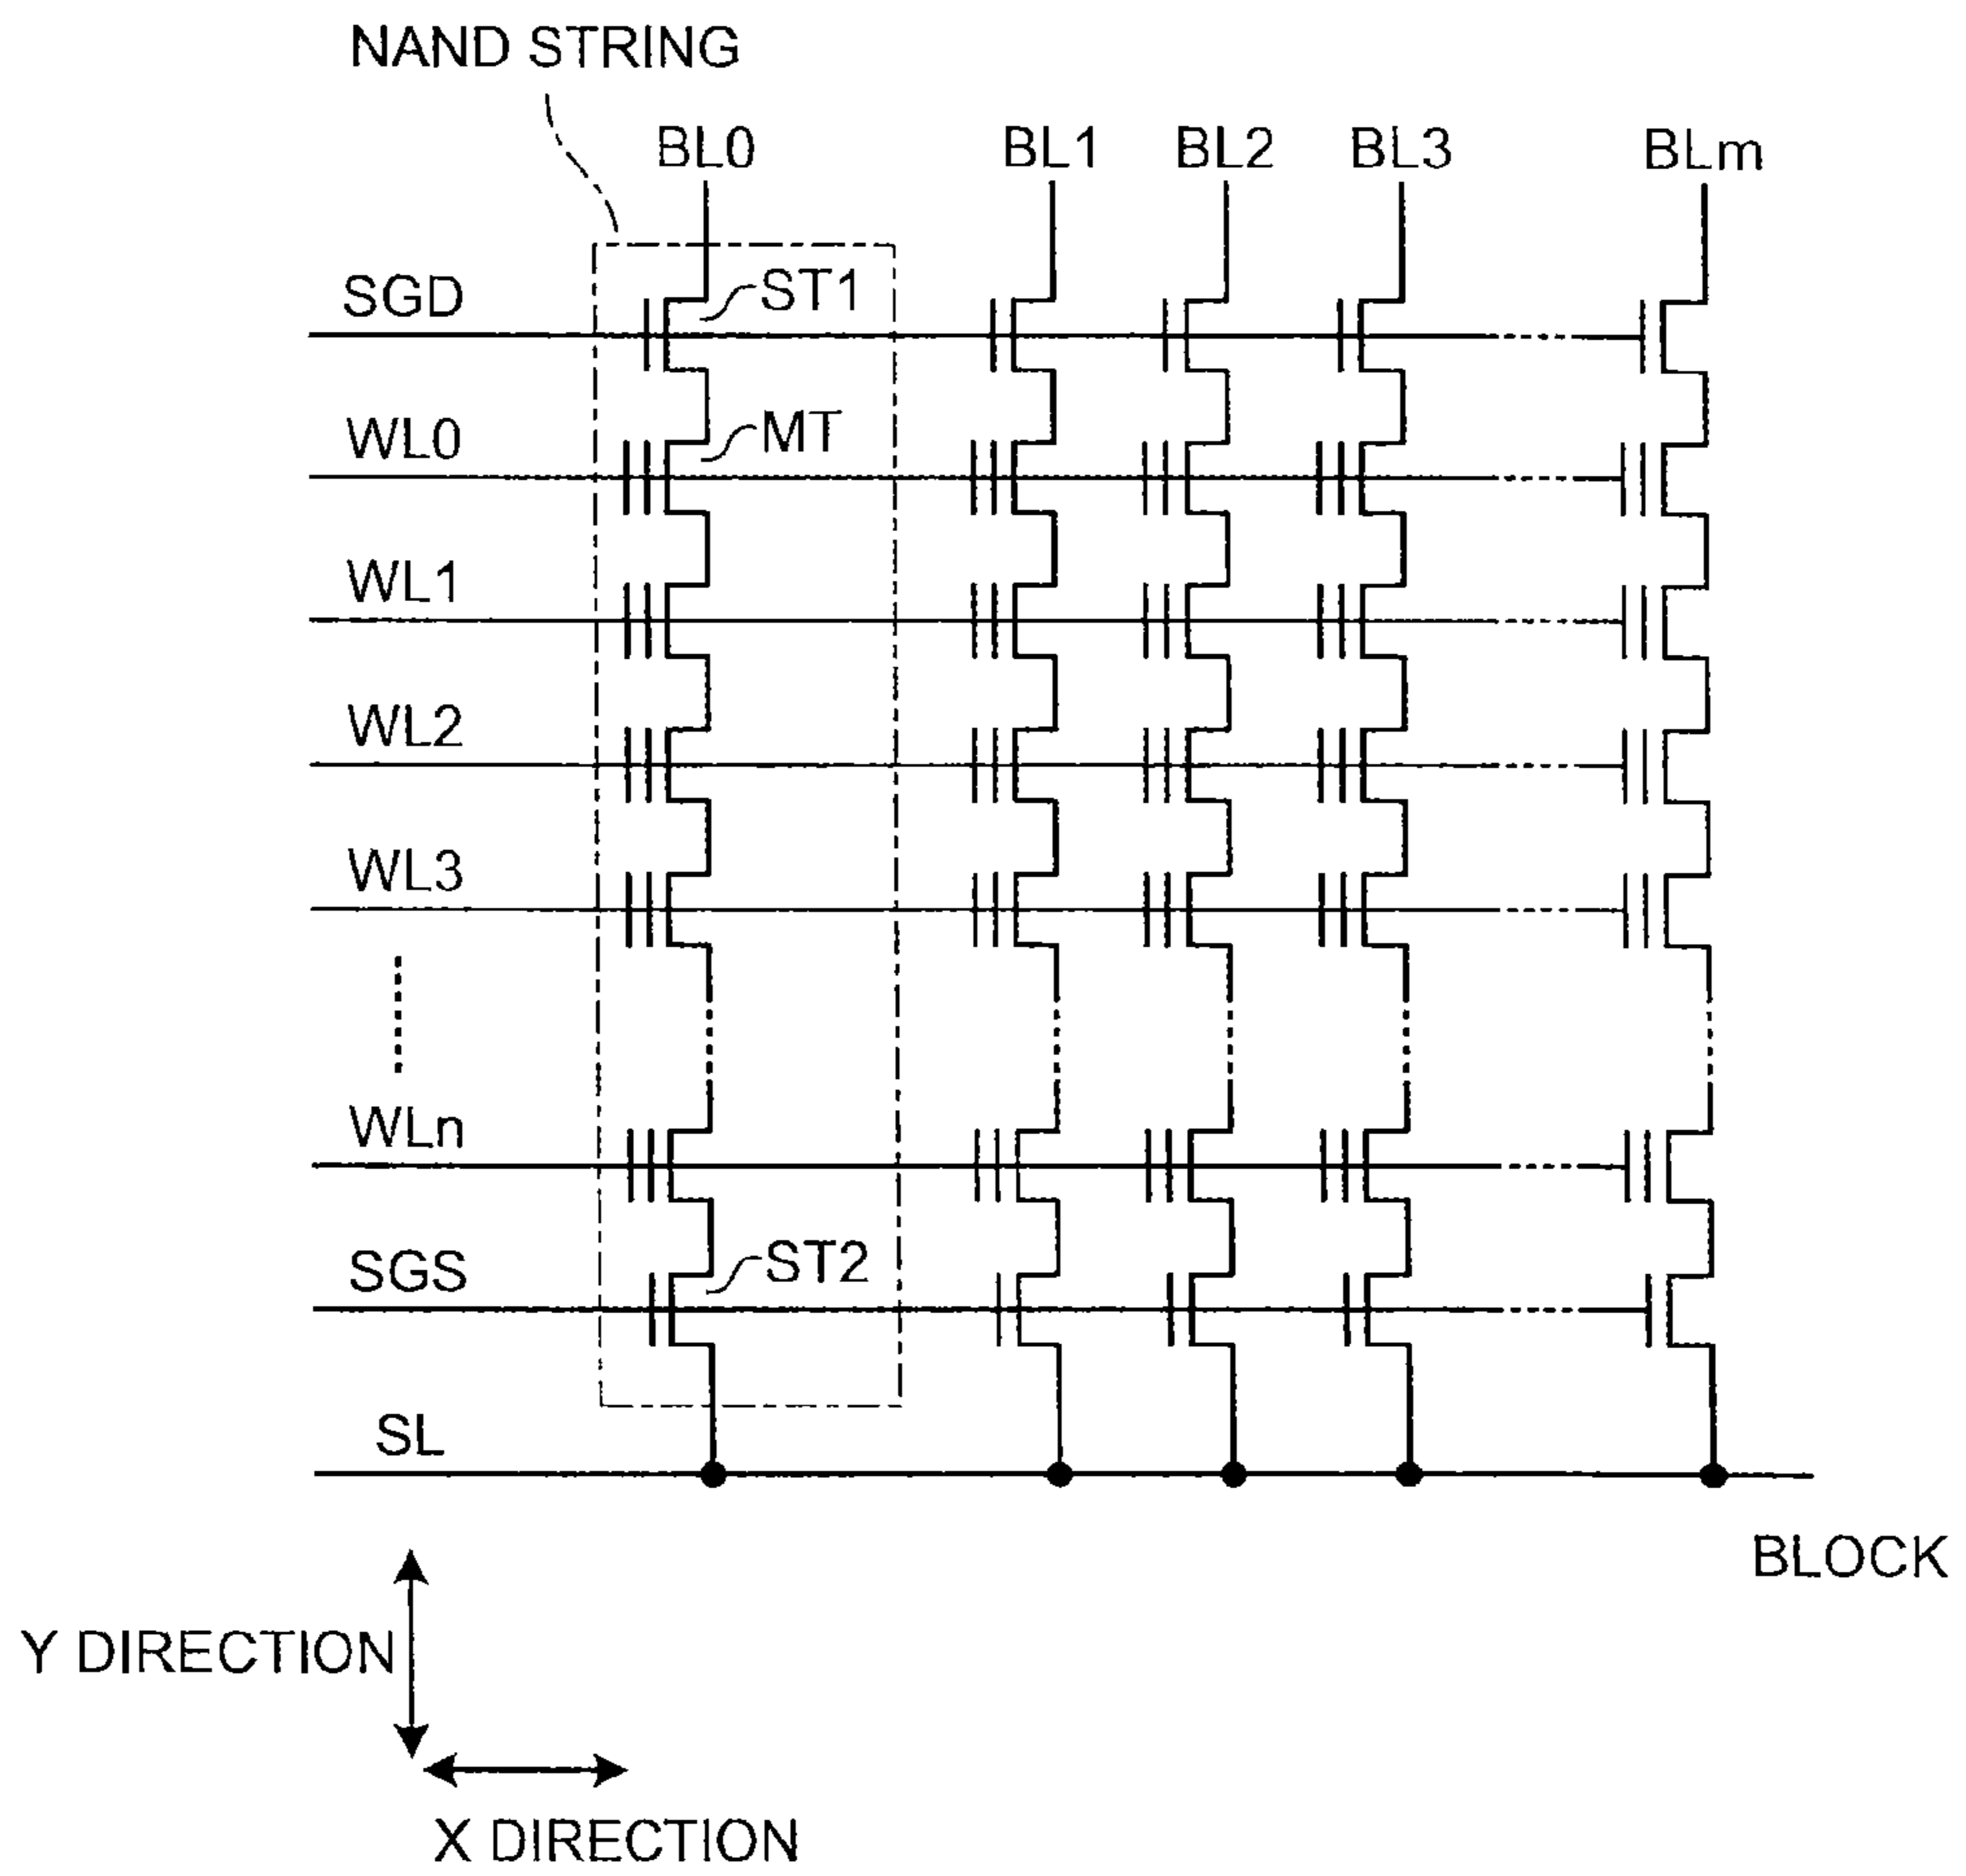 NAND STRING
BL0 BL1 BL2 BL3 BLm
SGD ST1
WL0 MT
WL1
WL2
WL3
WLn
SGS ST2
SL
BLOCK
Y DIRECTION
X DIRECTION